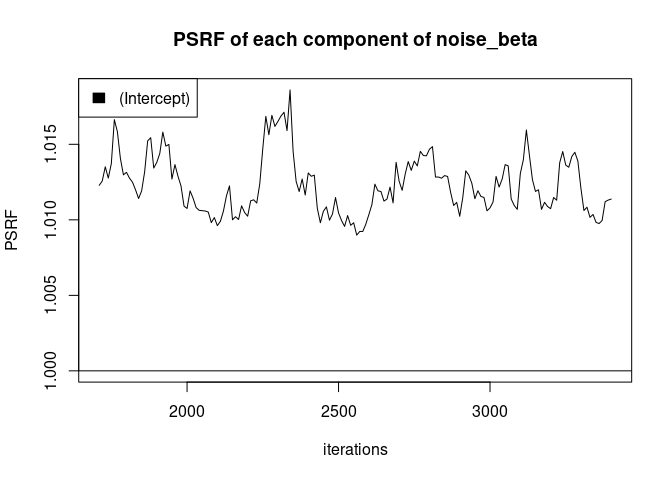 PSRF of each component of noise_beta
(Intercept)
PSRF
1.015
1.010
1.005
1.000
2000 2500 3000
iterations